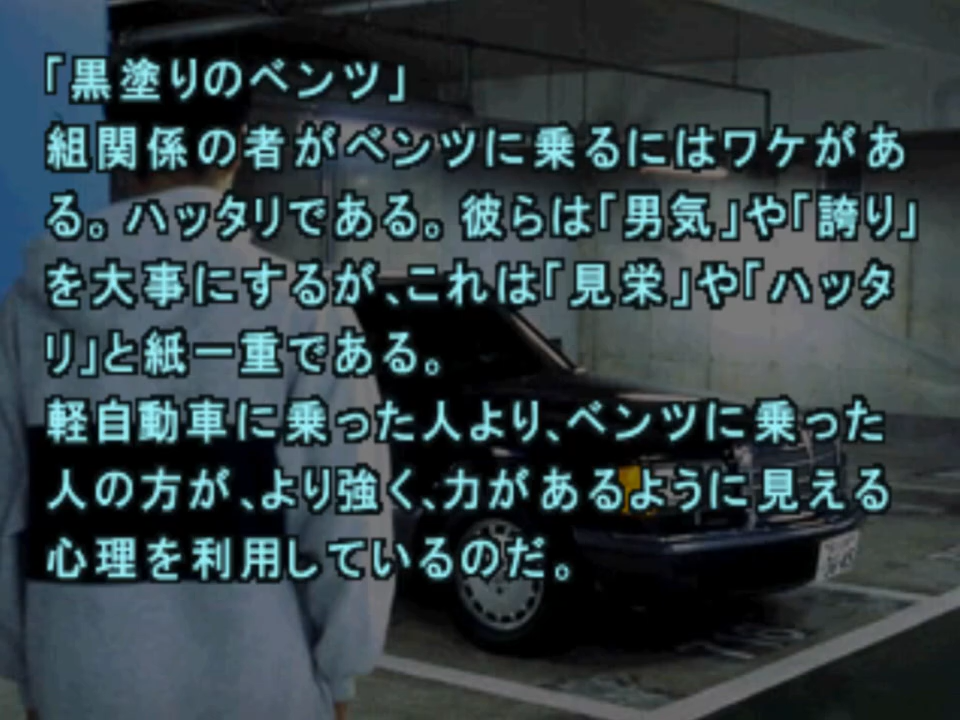 「黒塗りのベンツ」
組関係の者がベンツに乗るにはワケがあ
る。ハッタリである。彼らは「男気」や「誇り」
を大事にするが、これは「見栄」や「ハッタ
リ」と紙一重である。
軽自動車に乗った人より、ベンツに乗った
人の方が、より強く、力があるように見える
心理を利用しているのだ。